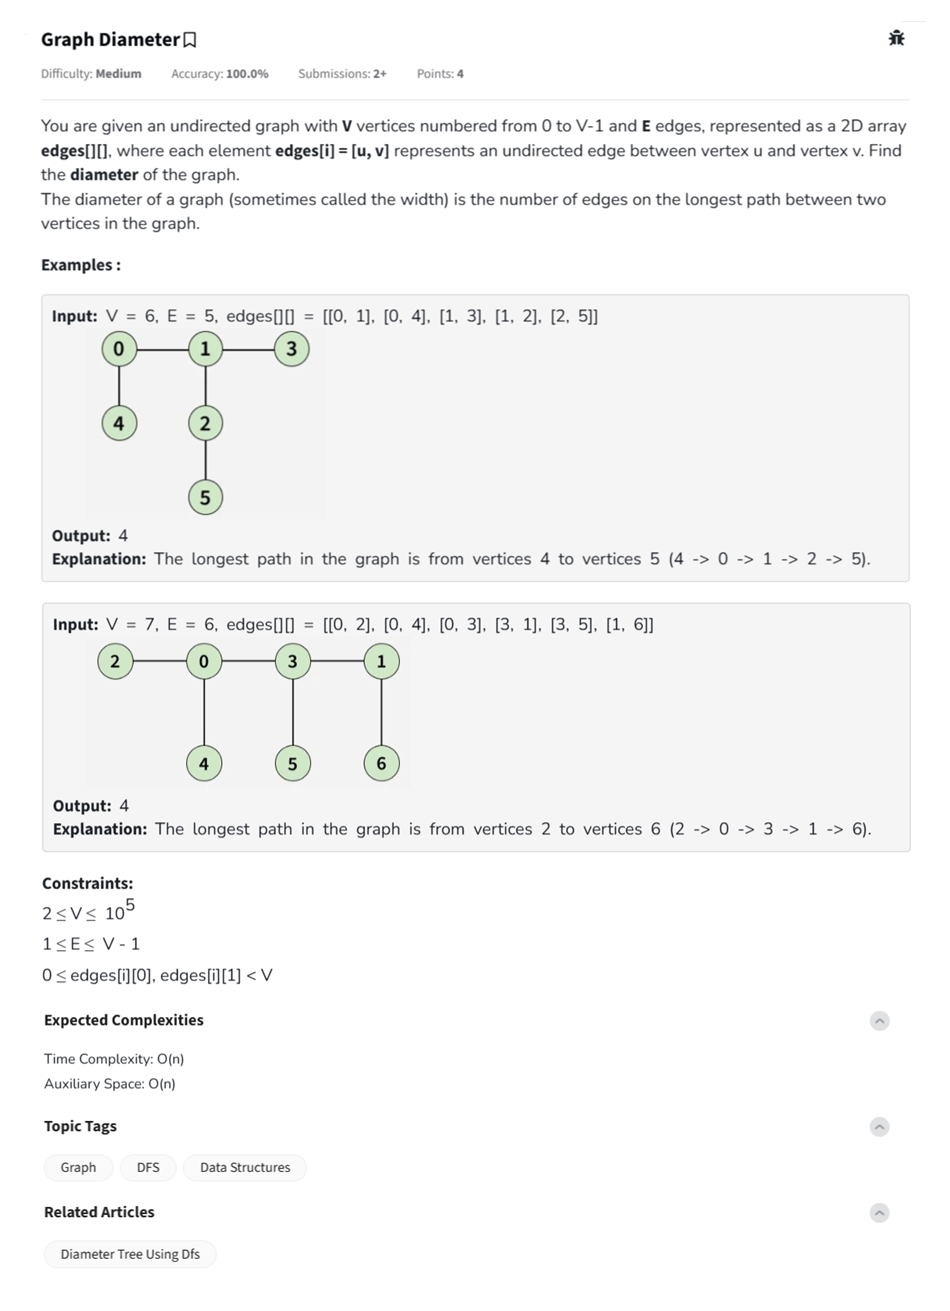 Graph Diameter
Difficulty: Medium Accuracy: 100.0% Submissions: 2+ Points: 4
You are given an undirected graph with V vertices numbered from 0 to V-1 and E edges, represented as a 2D array
edges[][], where each element edges[i] = [u, v] represents an undirected edge between vertex u and vertex v. Find
the diameter of the graph.
The diameter of a graph (sometimes called the width) is the number of edges on the longest path between two
vertices in the graph.
Examples :
Input: V = 6, E = 5, edges[][] = [[0, 1], [0, 4], [1, 3], [1, 2], [2, 5]]
0 1 3
4 2
5
Output: 4
Explanation: The longest path in the graph is from vertices 4 to vertices 5 (4 -> 0 -> 1 -> 2 -> 5).
Input: V = 7, E = 6, edges[][] = [[0, 2], [0, 4], [0, 3], [3, 1], [3, 5], [1, 6]]
2 0 3 1
4 5 6
Output: 4
Explanation: The longest path in the graph is from vertices 2 to vertices 6 (2 -> 0 -> 3 -> 1 -> 6).
Constraints:
2 ≤ V ≤ 10^5
1 ≤ E ≤ V - 1
0 ≤ edges[i][0], edges[i][1] < V
Expected Complexities
Time Complexity: O(n)
Auxiliary Space: O(n)
Topic Tags
Graph DFS Data Structures
Related Articles
Diameter Tree Using Dfs